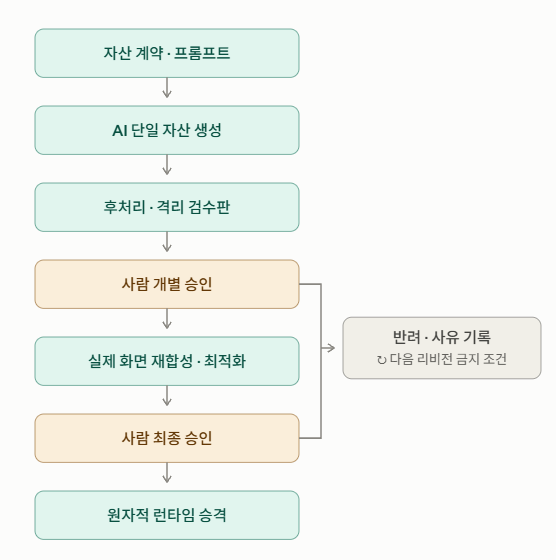 자산 계약 · 프롬프트
AI 단일 자산 생성
후처리 · 격리 검수판
사람 개별 승인
실제 화면 재합성 · 최적화
반려 · 사유 기록
↻ 다음 리비전 금지 조건
사람 최종 승인
원자적 런타임 승격